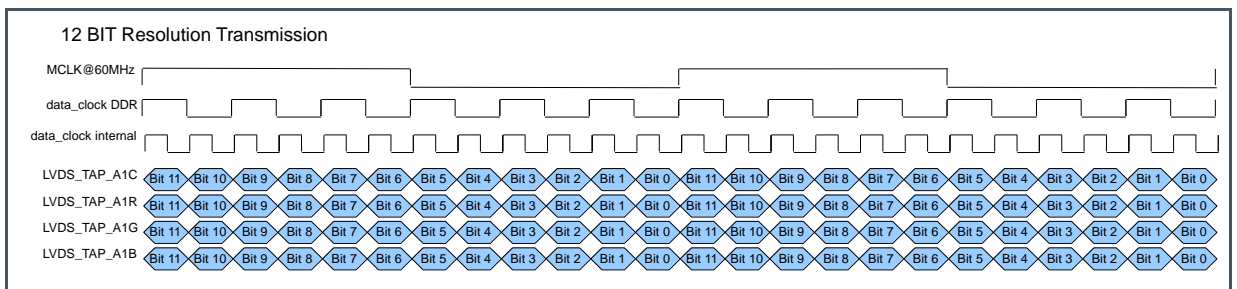 12 BIT Resolution Transmission
MCLK@60MHz
data_clock DDR
data_clock internal
LVDS_TAP_A1C Bit 11 Bit 10 Bit 9 Bit 8 Bit 7 Bit 6 Bit 5 Bit 4 Bit 3 Bit 2 Bit 1 Bit 0 Bit 11 Bit 10 Bit 9 Bit 8 Bit 7 Bit 6 Bit 5 Bit 4 Bit 3 Bit 2 Bit 1 Bit 0
LVDS_TAP_A1R Bit 11 Bit 10 Bit 9 Bit 8 Bit 7 Bit 6 Bit 5 Bit 4 Bit 3 Bit 2 Bit 1 Bit 0 Bit 11 Bit 10 Bit 9 Bit 8 Bit 7 Bit 6 Bit 5 Bit 4 Bit 3 Bit 2 Bit 1 Bit 0
LVDS_TAP_A1G Bit 11 Bit 10 Bit 9 Bit 8 Bit 7 Bit 6 Bit 5 Bit 4 Bit 3 Bit 2 Bit 1 Bit 0 Bit 11 Bit 10 Bit 9 Bit 8 Bit 7 Bit 6 Bit 5 Bit 4 Bit 3 Bit 2 Bit 1 Bit 0
LVDS_TAP_A1B Bit 11 Bit 10 Bit 9 Bit 8 Bit 7 Bit 6 Bit 5 Bit 4 Bit 3 Bit 2 Bit 1 Bit 0 Bit 11 Bit 10 Bit 9 Bit 8 Bit 7 Bit 6 Bit 5 Bit 4 Bit 3 Bit 2 Bit 1 Bit 0